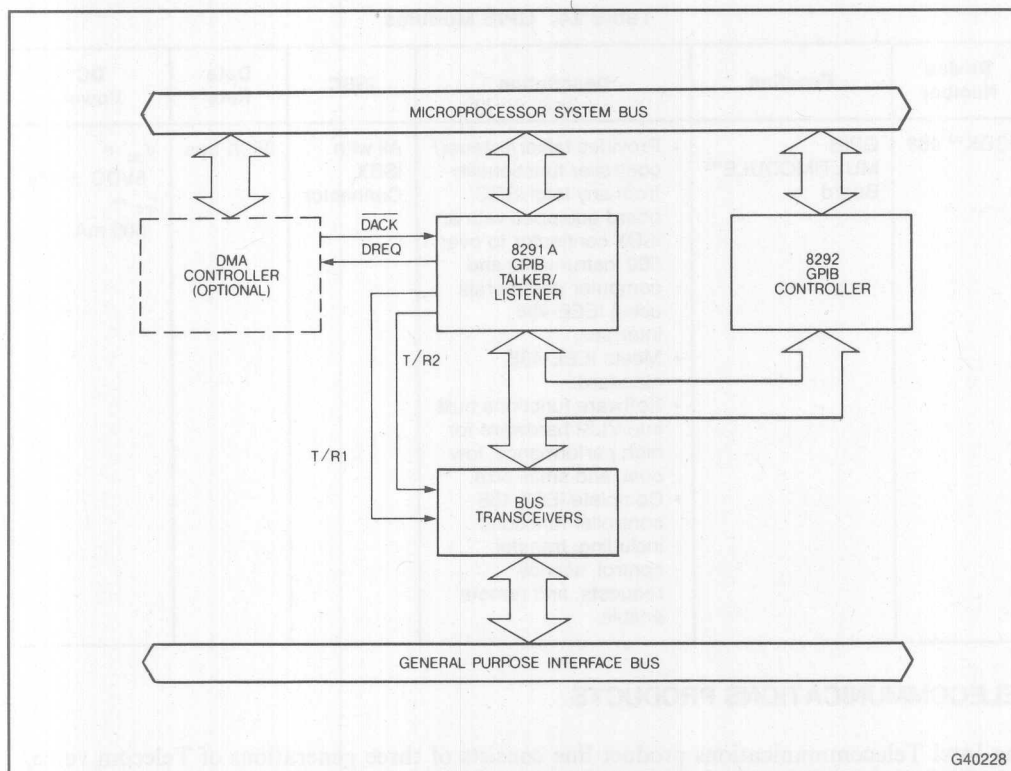 MICROPROCESSOR SYSTEM BUS
DMA
CONTROLLER
(OPTIONAL)
DACK
DREQ
8291A
GPIB
TALKER/
LISTENER
8292
GPIB
CONTROLLER
T/R2
T/R1
BUS
TRANSCEIVERS
GENERAL PURPOSE INTERFACE BUS
G40228